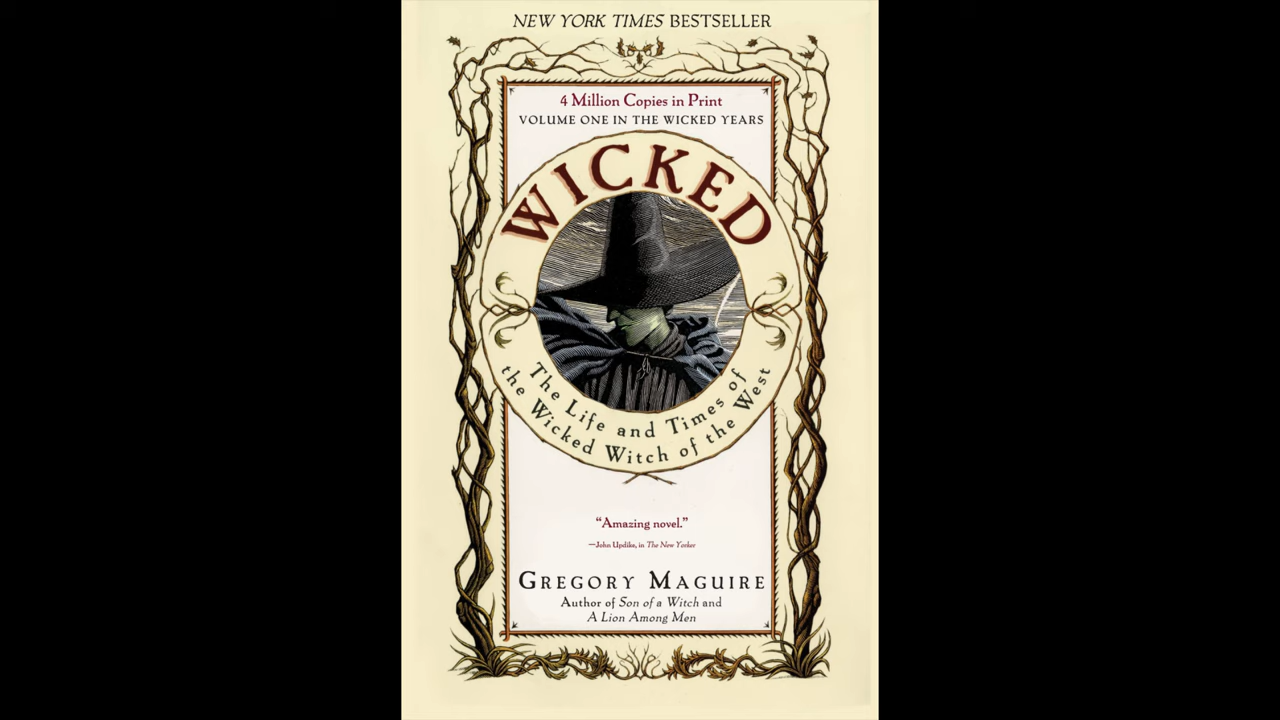 NEW YORK TIMES BESTSELLER
4 Million Copies in Print
VOLUME ONE IN THE WICKED YEARS
WICKED
The Life and Times of
the Wicked Witch of the West
“Amazing novel.”
—John Updike, in The New Yorker
GREGORY MAGUIRE
Author of Son of a Witch and
A Lion Among Men